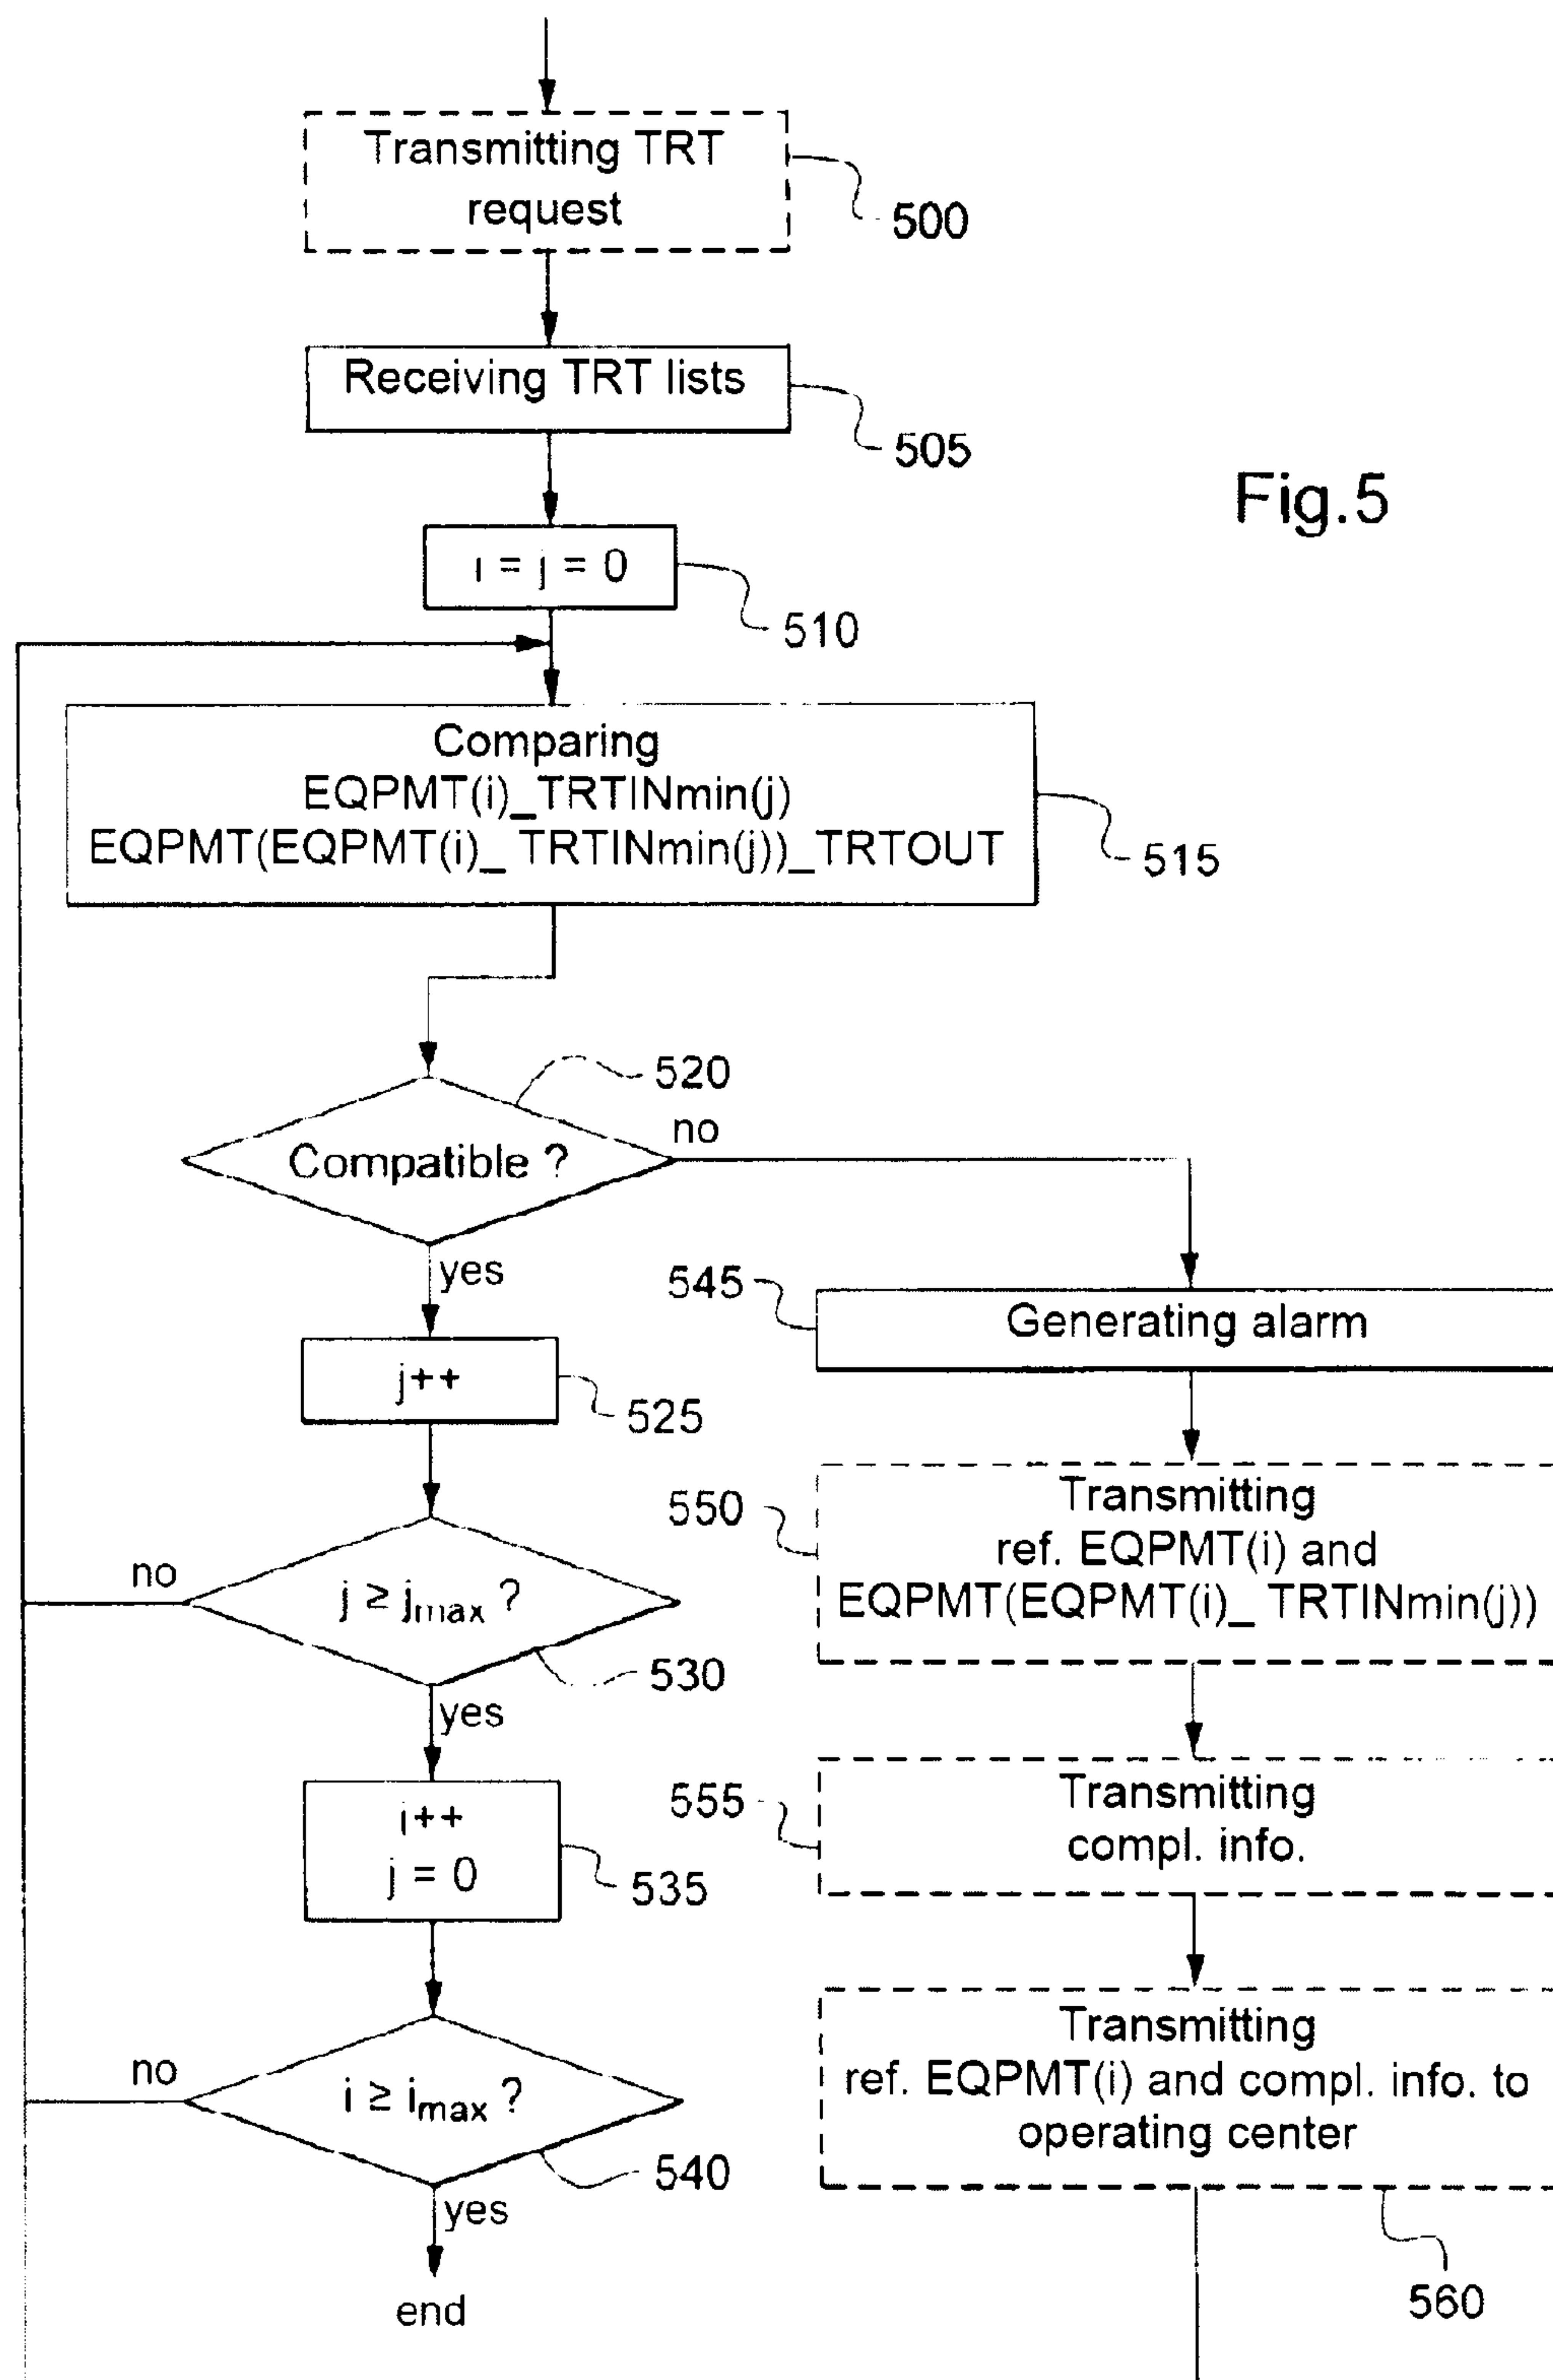 Transmitting TRT
request
500
Receiving TRT lists
505
Fig.5
i = j = 0
510
Comparing
EQPMT(i)_TRTINmin(j)
EQPMT(EQPMT(i)_ TRTINmin(j))_TRTOUT
515
520
Compatible ?
no
yes
545
Generating alarm
j++
525
550
Transmitting
ref. EQPMT(i) and
EQPMT(EQPMT(i)_ TRTINmin(j))
no
j ≥ jmax ?
530
yes
555
Transmitting
compl. info.
i++
j = 0
535
Transmitting
ref. EQPMT(i) and compl. info. to
operating center
no
i ≥ imax ?
540
yes
560
end